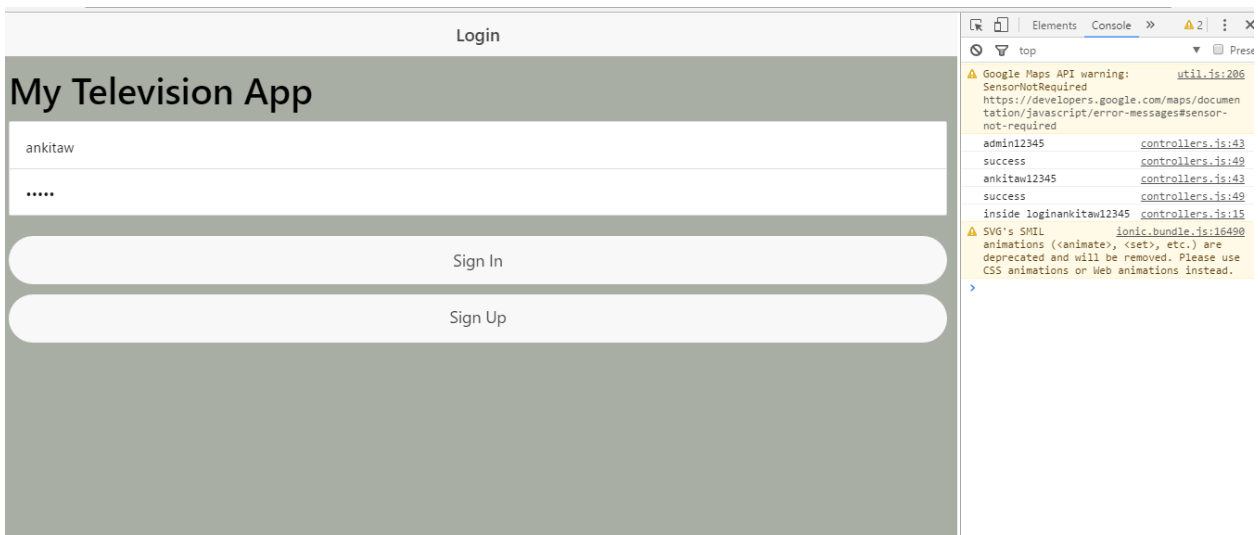 Login
My Television App
ankitaw
•••••
Sign In
Sign Up
Elements Console » 2
top Prese
Google Maps API warning: util.js:206
SensorNotRequired
https://developers.google.com/maps/documen
tation/javascript/error-messages#sensor-
not-required
admin12345 controllers.js:43
success controllers.js:49
ankitaw12345 controllers.js:43
success controllers.js:49
inside loginankitaw12345 controllers.js:15
SVG's SMIL ionic.bundle.js:16490
animations (<animate>, <set>, etc.) are
deprecated and will be removed. Please use
CSS animations or Web animations instead.